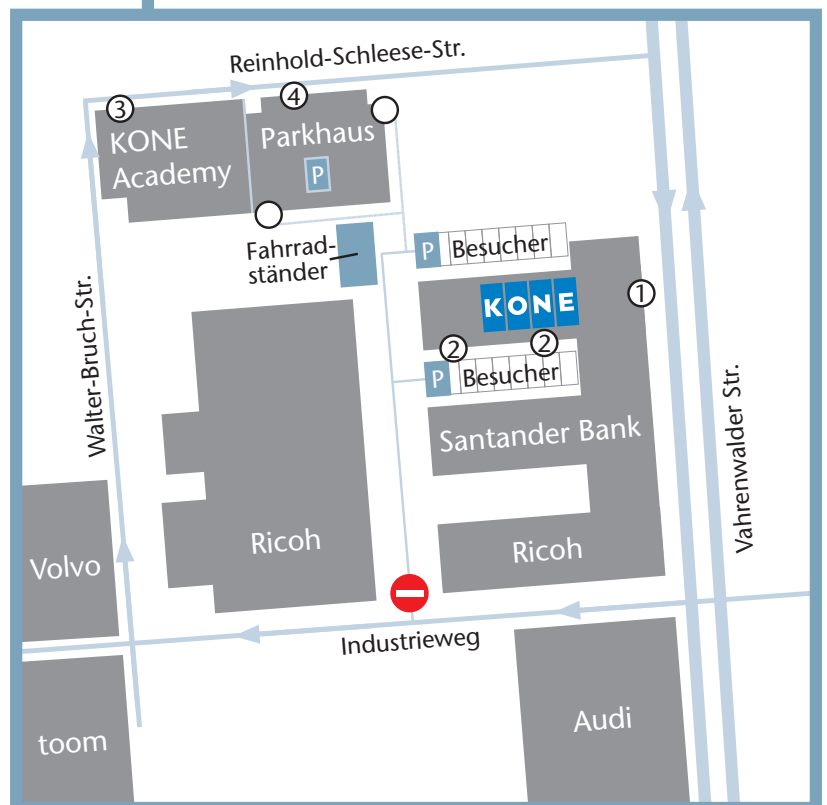 Reinhold-Schleese-Str.
3
4
KONE
Academy
Parkhaus
P
Fahrrad-
ständer
P Besucher
KONE
1
2
2
P Besucher
Walter-Bruch-Str.
Vahrenwalder Str.
Santander Bank
Ricoh
Ricoh
Volvo
Industrieweg
toom
Audi